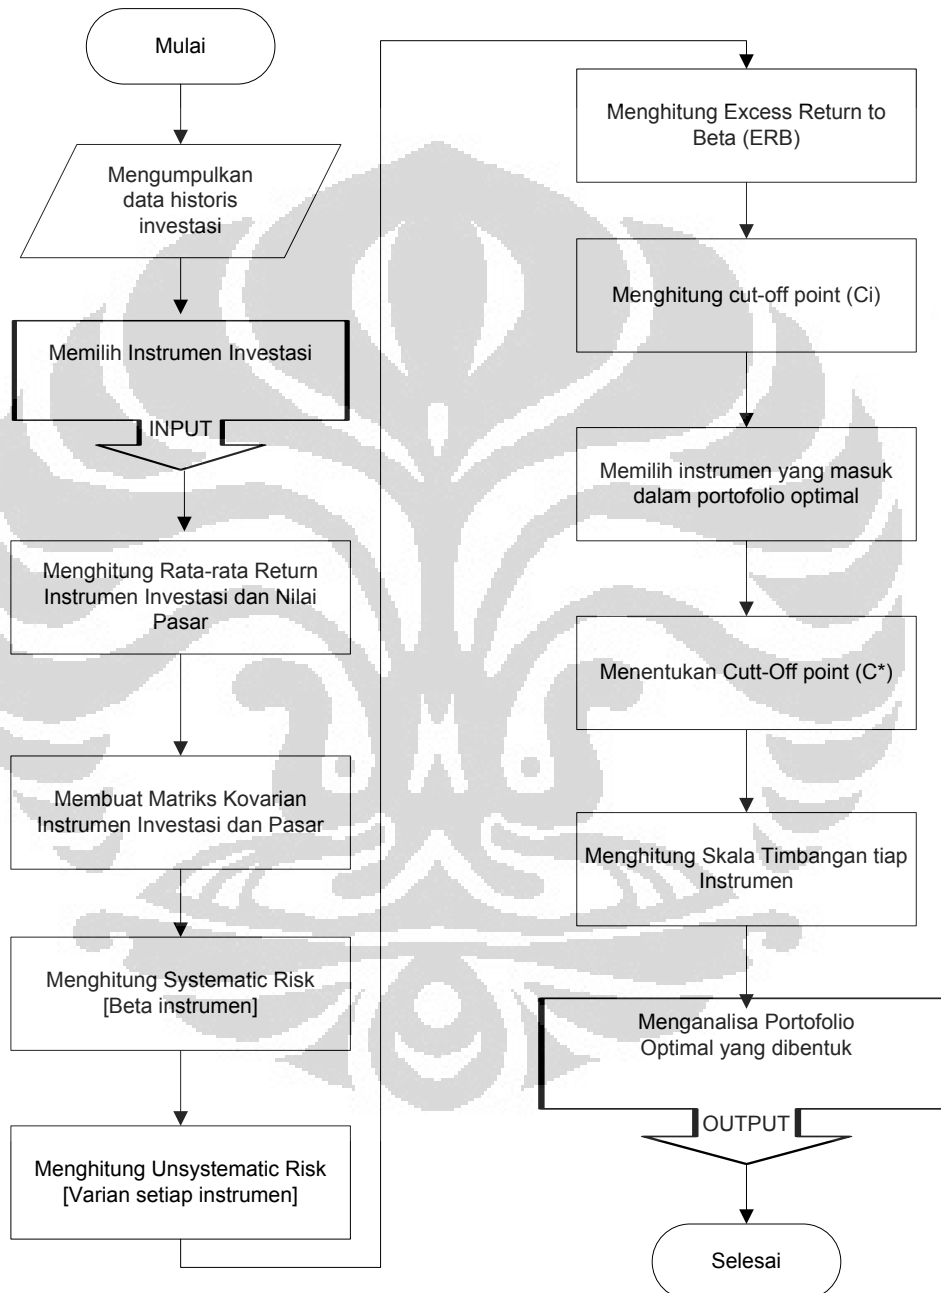 Mulai
Mengumpulkan
data historis
investasi
Memilih Instrumen Investasi
INPUT
Menghitung Rata-rata Return
Instrumen Investasi dan Nilai
Pasar
Membuat Matriks Kovarian
Instrumen Investasi dan Pasar
Menghitung Systematic Risk
[Beta instrumen]
Menghitung Unsystematic Risk
[Varian setiap instrumen]
Menghitung Excess Return to
Beta (ERB)
Menghitung cut-off point (Ci)
Memilih instrumen yang masuk
dalam portofolio optimal
Menentukan Cutt-Off point (C*)
Menghitung Skala Timbangan tiap
Instrumen
Menganalisa Portofolio
Optimal yang dibentuk
OUTPUT
Selesai